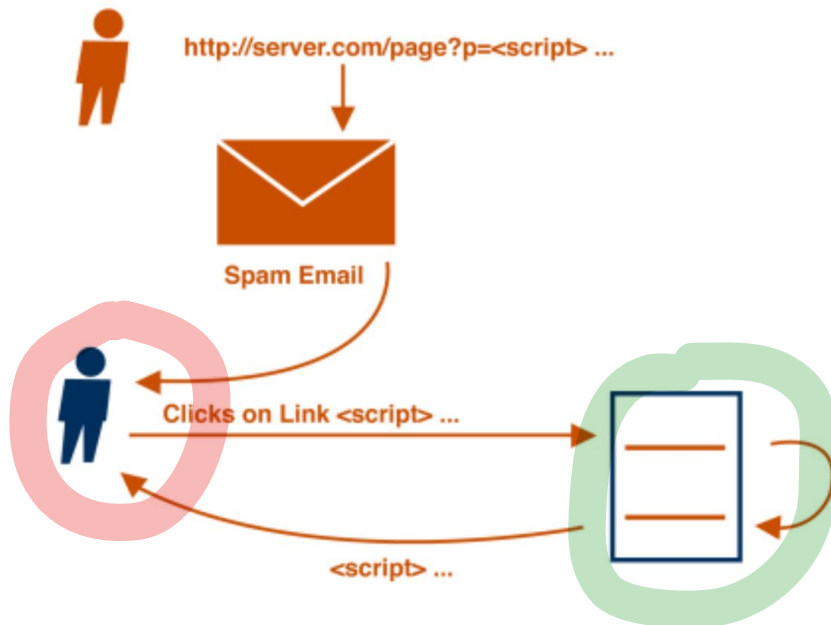 http://server.com/page?p=<script> ...
Spam Email
Clicks on Link <script> ...
<script> ...